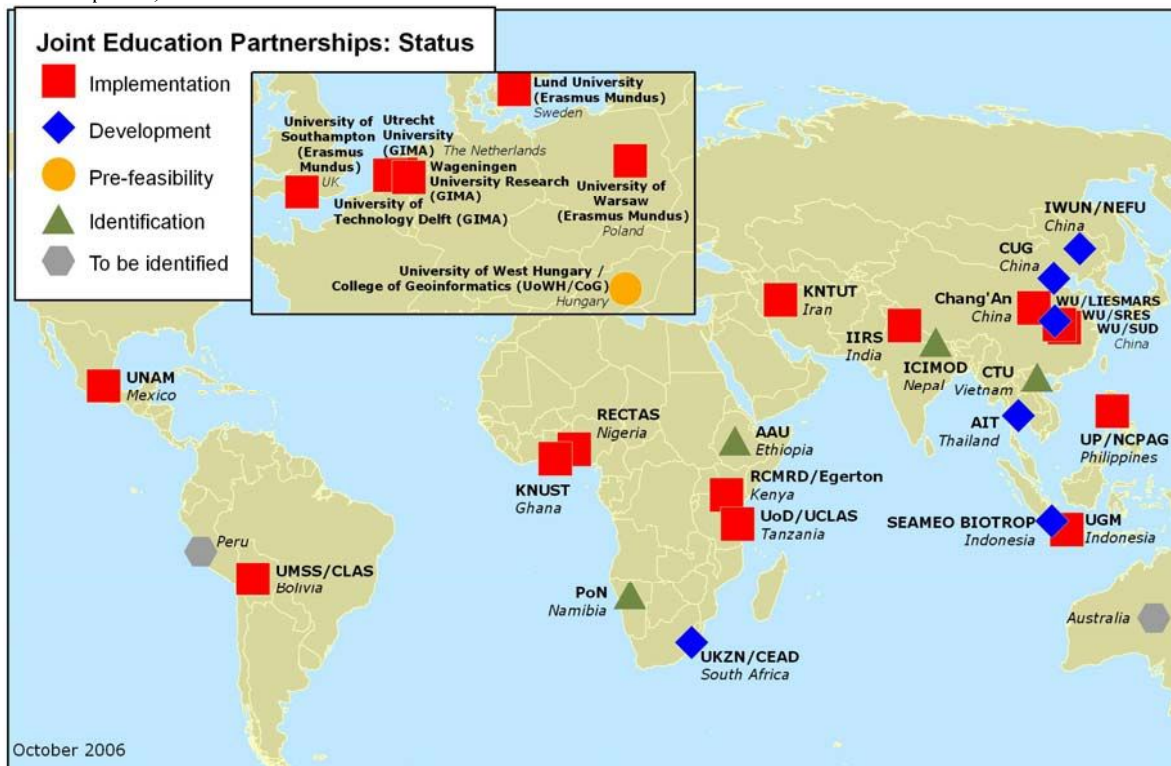 Joint Education Partnerships: Status
Implementation
Development
Pre-feasibility
Identification
To be identified
Lund University
(Erasmus Mundus)
Sweden
University of
Southampton
(Erasmus
Mundus)
UK
Utrecht
University
(GIMA)
The Netherlands
Wageningen
University Research
(GIMA)
University of
Technology Delft (GIMA)
University of
Warsaw
(Erasmus Mundus)
Poland
University of West Hungary /
College of Geoinformatics (UoWH/CoG)
Hungary
IWUN/NEFU
China
CUG
China
Chang'An
China
WU/LIESMARS
WU/SRES
WU/SUD
China
KNTUT
Iran
IIRS
India
ICIMOD
Nepal
CTU
Vietnam
AIT
Thailand
UP/NCPAG
Philippines
UNAM
Mexico
RECTAS
Nigeria
KNUST
Ghana
AAU
Ethiopia
RCMRD/Egerton
Kenya
UoD/UCLAS
Tanzania
SEAMEO BIOTROP
Indonesia
UGM
Indonesia
Peru
UMSS/CLAS
Bolivia
PoN
Namibia
UKZN/CEAD
South Africa
Australia
October 2006